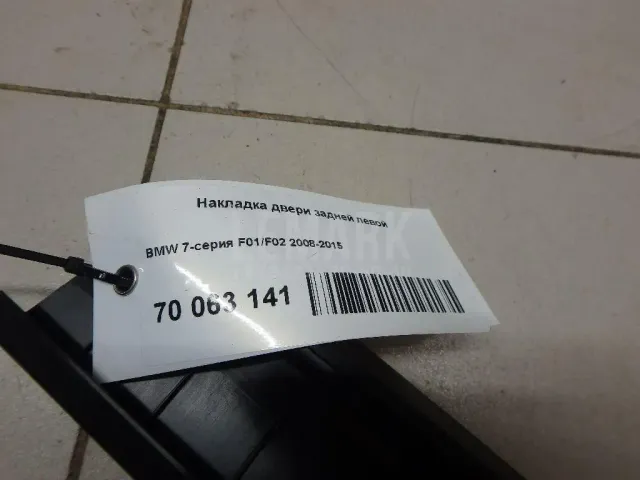 Накладка двери задней левой
BMW 7-серия F01/F02 2008-2015
70 063 141